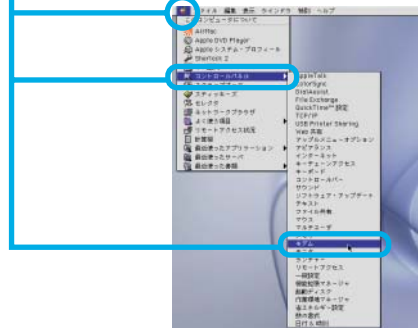 ファイル 編集 表示 ウインドウ 特別 ヘルプ
コンピュータについて
AirMac
Apple DVD Player
Apple システム・プロフィール
Sherlock 2
コントロールパネル
スティッキーズ
セレクタ
ネットワークブラウザ
よく使う項目
リモートアクセス状況
計算機
最近使ったアプリケーション
最近使ったサーバ
最近使った書類
AppleTalk
ColorSync
DialAssist
File Exchange
QuickTime™ 設定
TCP/IP
USB Printer Sharing
Web 共有
アップルメニューオプション
アピアランス
インターネット
キーチェーンアクセス
キーボード
コントロールバー
サウンド
ソフトウェア・アップデート
テキスト
ファイル共有
マウス
マルチユーザ
モデム
ランチャー
リモートアクセス
一般設定
機能拡張マネージャ
起動ディスク
作業環境マネージャ
省エネルギー設定
数の書式
日付 & 時刻